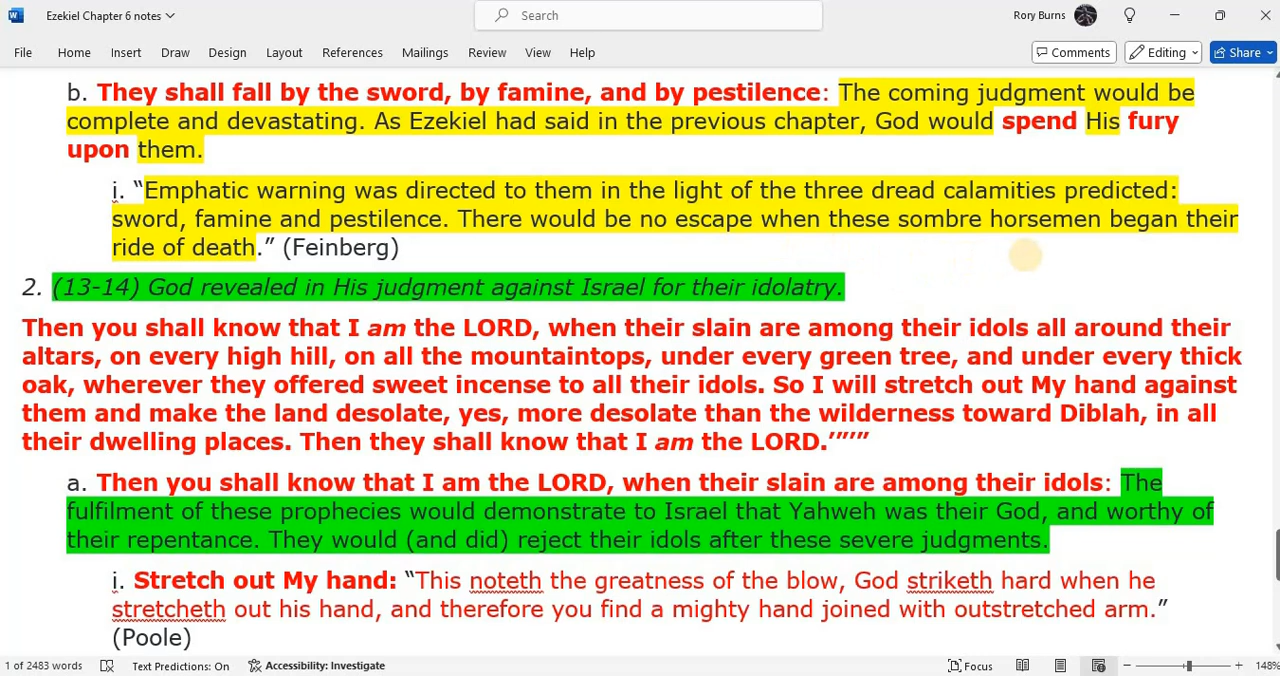 Ezekiel Chapter 6 notes
Search
Rory Burns
File Home Insert Draw Design Layout References Mailings Review View Help
Comments Editing Share
b. They shall fall by the sword, by famine, and by pestilence: The coming judgment would be
complete and devastating. As Ezekiel had said in the previous chapter, God would spend His fury
upon them.
i. “Emphatic warning was directed to them in the light of the three dread calamities predicted:
sword, famine and pestilence. There would be no escape when these sombre horsemen began their
ride of death.” (Feinberg)
2. (13-14) God revealed in His judgment against Israel for their idolatry.
Then you shall know that I am the LORD, when their slain are among their idols all around their
altars, on every high hill, on all the mountaintops, under every green tree, and under every thick
oak, wherever they offered sweet incense to all their idols. So I will stretch out My hand against
them and make the land desolate, yes, more desolate than the wilderness toward Diblah, in all
their dwelling places. Then they shall know that I am the LORD.’”’”
a. Then you shall know that I am the LORD, when their slain are among their idols: The
fulfilment of these prophecies would demonstrate to Israel that Yahweh was their God, and worthy of
their repentance. They would (and did) reject their idols after these severe judgments.
i. Stretch out My hand: “This noteth the greatness of the blow, God striketh hard when he
stretcheth out his hand, and therefore you find a mighty hand joined with outstretched arm.”
(Poole)
1 of 2483 words Text Predictions: On Accessibility: Investigate Focus 148%